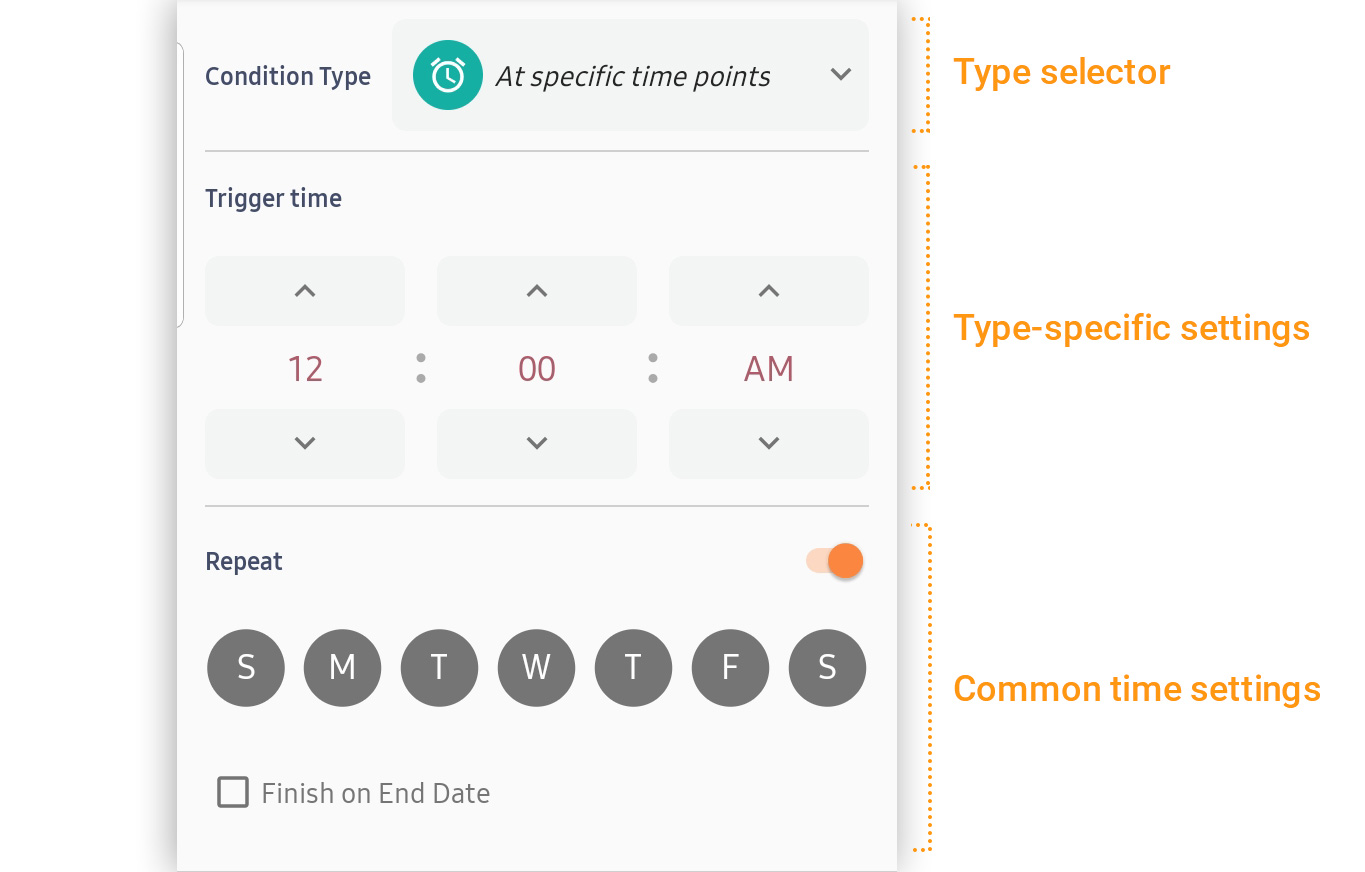 Condition Type At specific time points
Type selector
Trigger time
Type-specific settings
12 : 00 : AM
Repeat
S M T W T F S
Common time settings
Finish on End Date